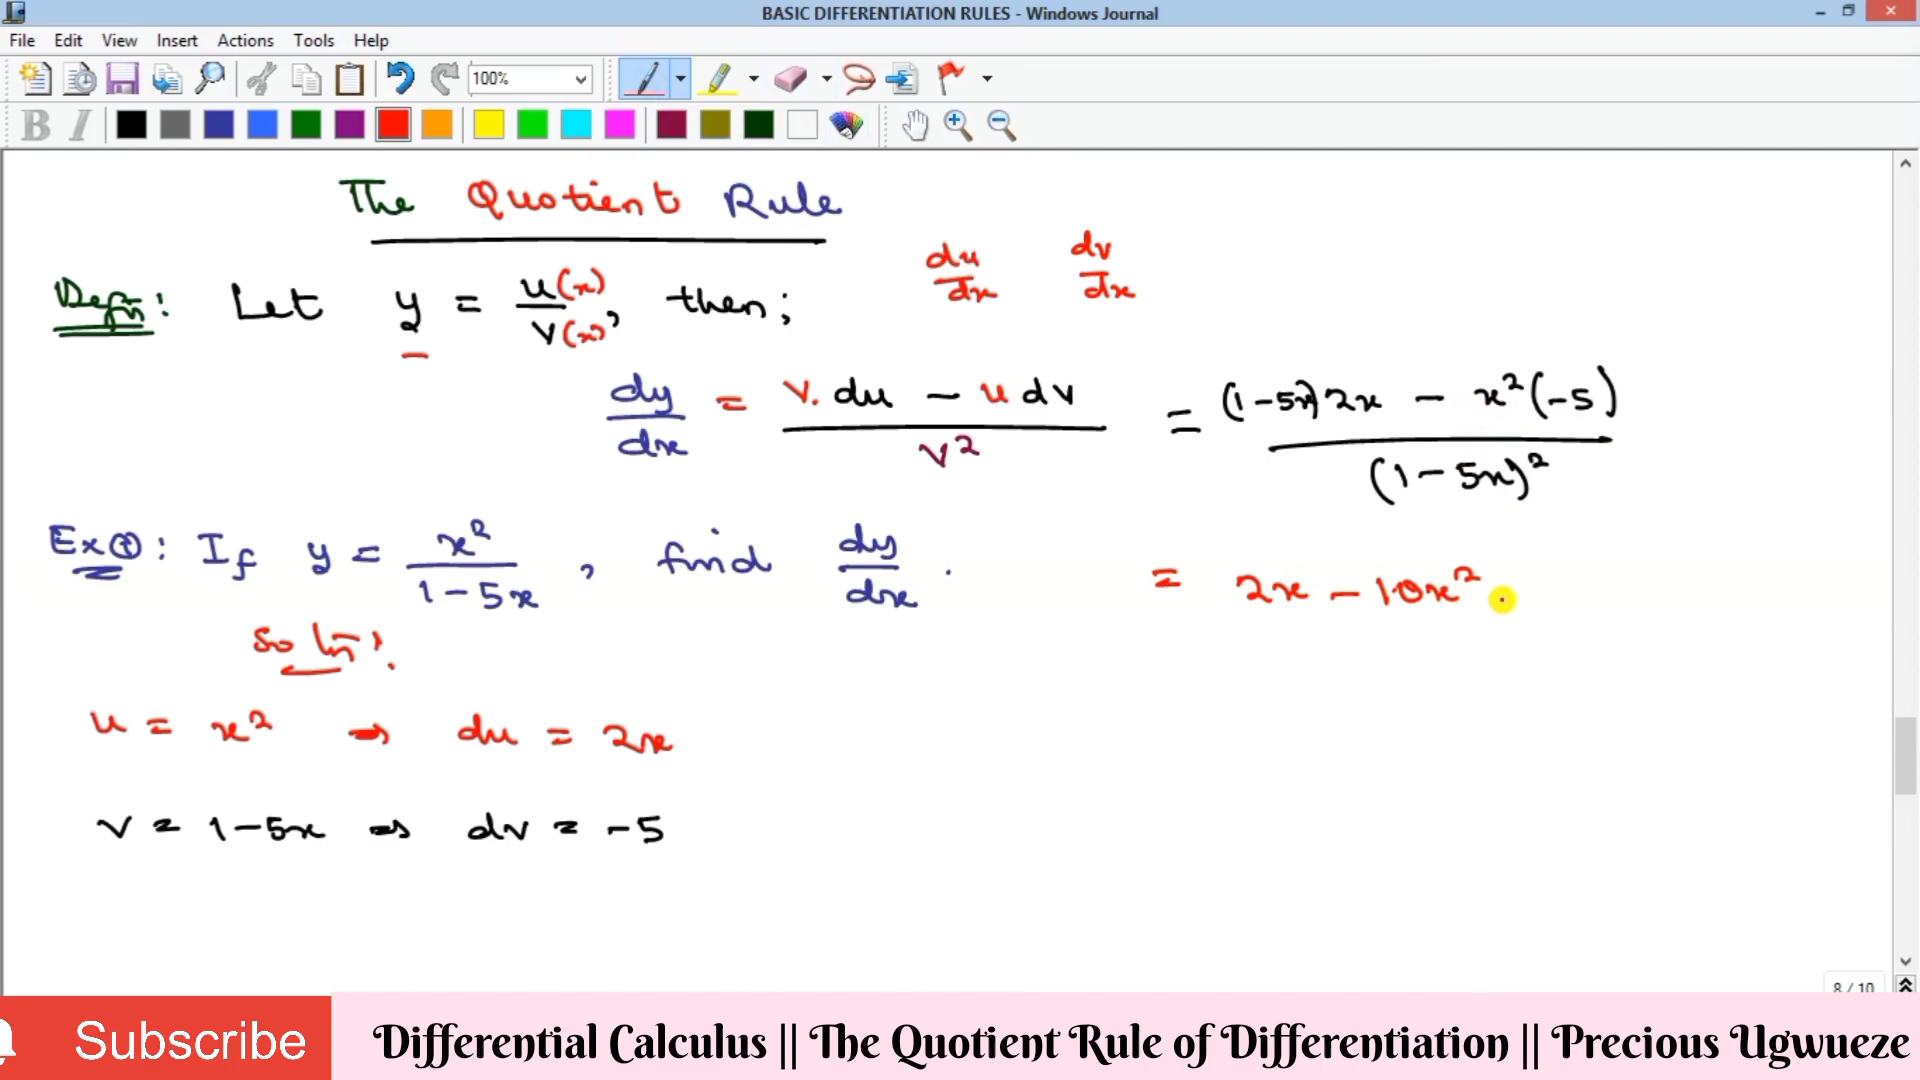 BASIC DIFFERENTIATION RULES - Windows Journal
File Edit View Insert Actions Tools Help
100%
B I
The Quotient Rule
Defn: Let y = u(x)/v(x), then;
du/dx dv/dx
dy/dx = v. du - u dv / v² = (1-5x)2x - x²(-5) / (1-5x)²
Ex①: If y = x²/1-5x , find dy/dx .
= 2x - 10x²
Soln:
u = x² ⇒ du = 2x
v = 1-5x ⇒ dv = -5
8 / 10
Subscribe
Differential Calculus || The Quotient Rule of Differentiation || Precious Ugwueze